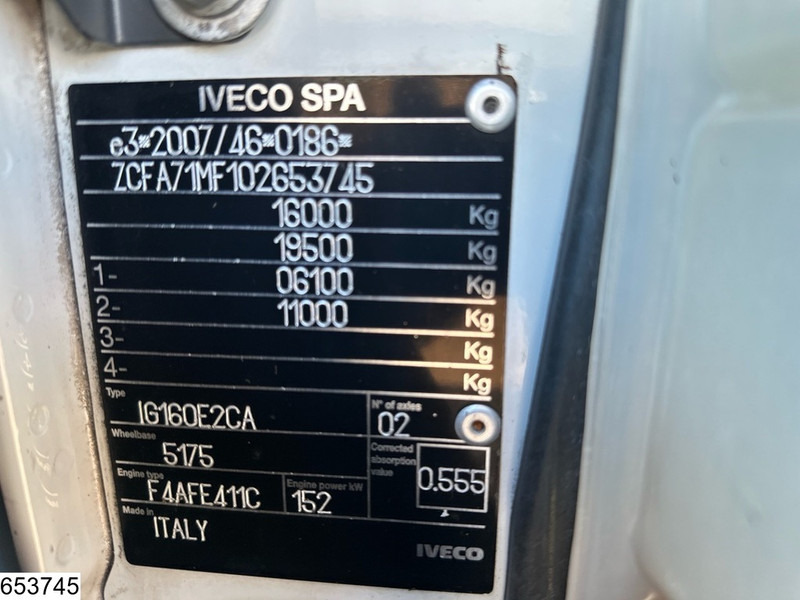 IVECO SPA
e3*2007/46*0186*
ZCFA71MF102653745
16000 Kg
19500 Kg
1- 06100 Kg
2- 11000 Kg
3- Kg
4- Kg
Type
IG160E2CA
N° of axles
02
Wheelbase
5175
Corrected absorption value
0.555
Engine type
F4AFE411C
Engine power kW
152
Made in
ITALY
IVECO
653745